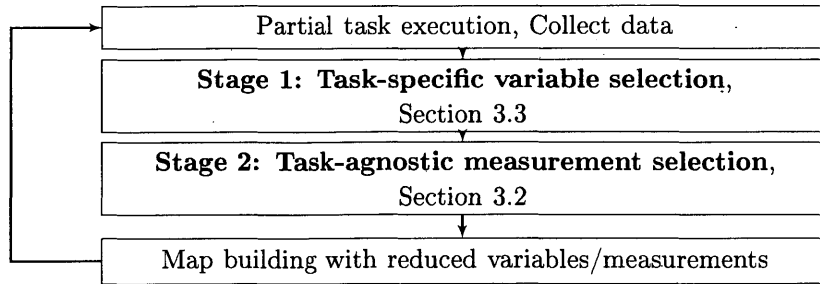 Partial task execution, Collect data
Stage 1: Task-specific variable selection,
Section 3.3
Stage 2: Task-agnostic measurement selection,
Section 3.2
Map building with reduced variables/measurements